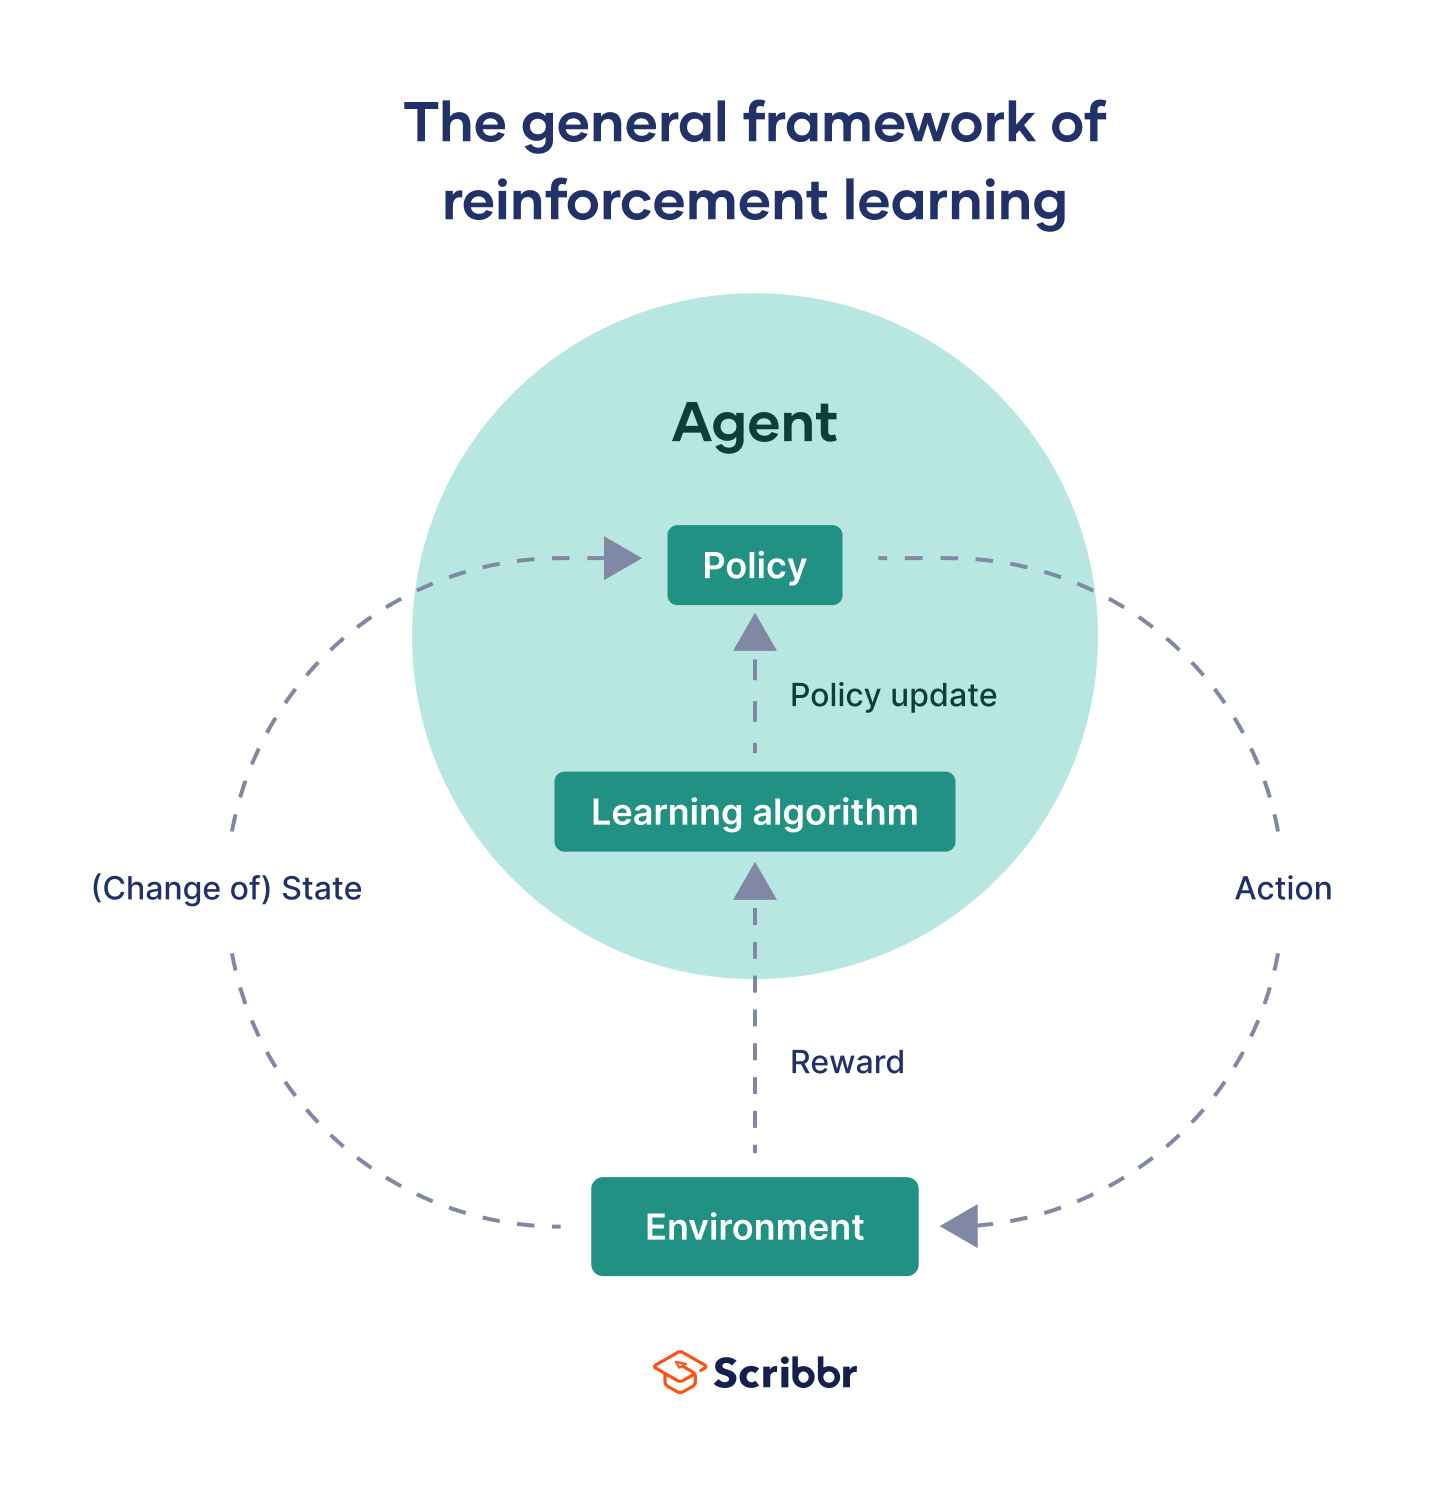 The general framework of
reinforcement learning
Agent
Policy
Policy update
Learning algorithm
(Change of) State
Action
Reward
Environment
Scribbr